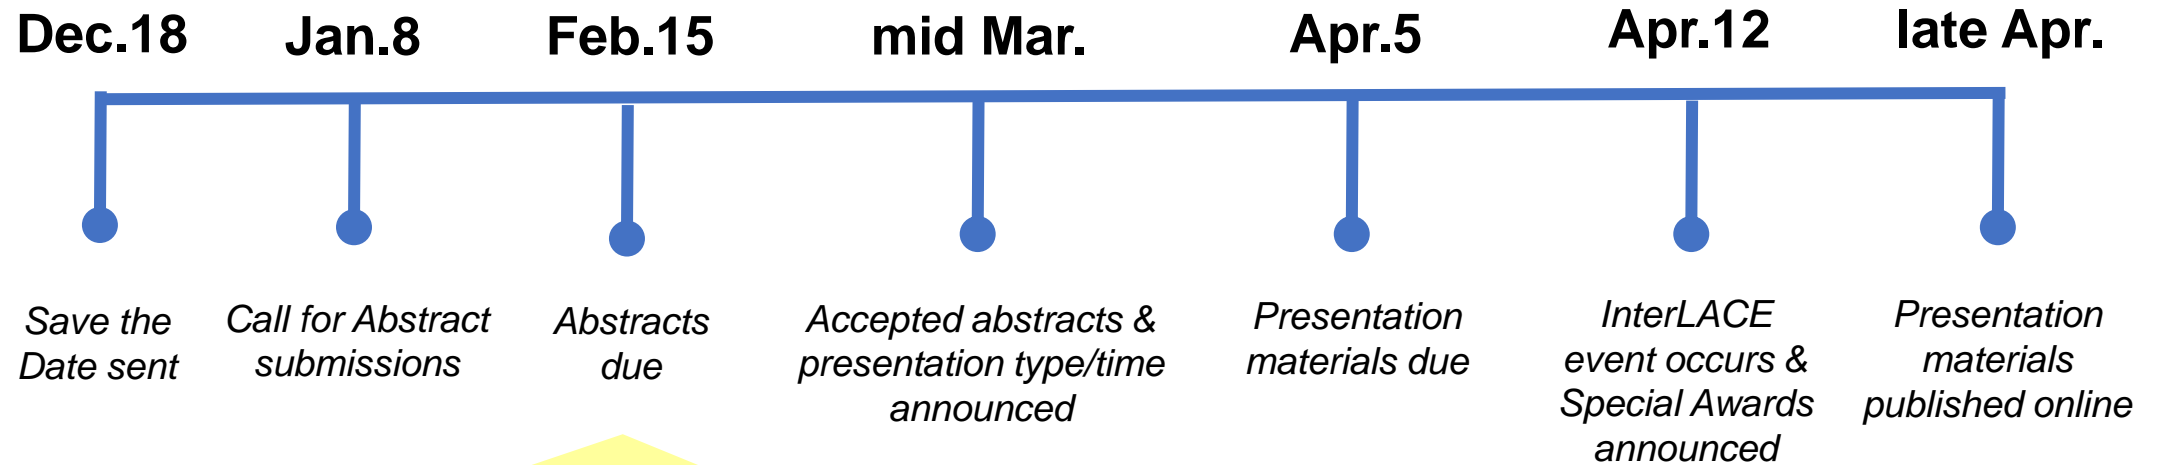 Dec.18
Jan.8
Feb.15
mid Mar.
Apr.5
Apr.12
late Apr.
Save the
Date sent
Call for Abstract
submissions
Abstracts
due
Accepted abstracts &
presentation type/time
announced
Presentation
materials due
InterLACE
event occurs &
Special Awards
announced
Presentation
materials
published online